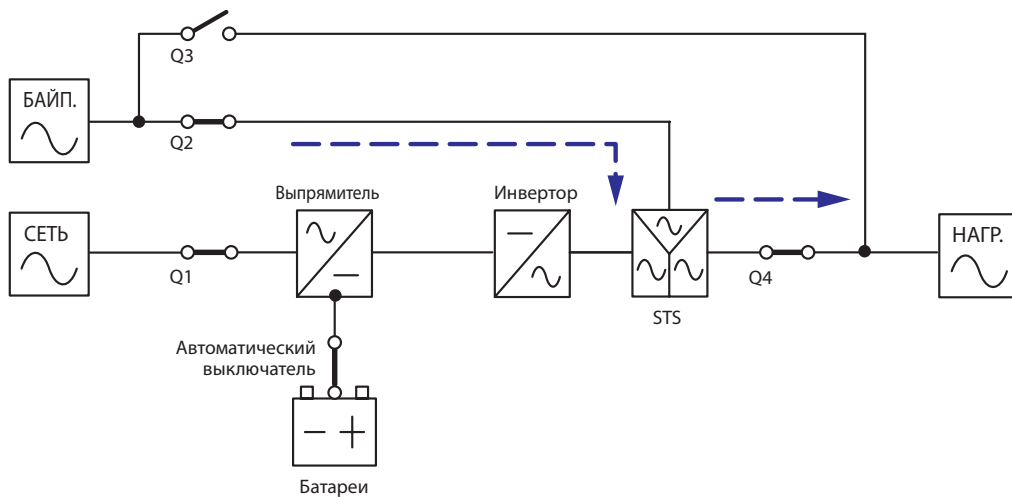 Q3
БАЙП.
Q2
Выпрямитель
Инвертор
СЕТЬ
НАГР.
Q1
Q4
STS
Автоматический
выключатель
Батареи